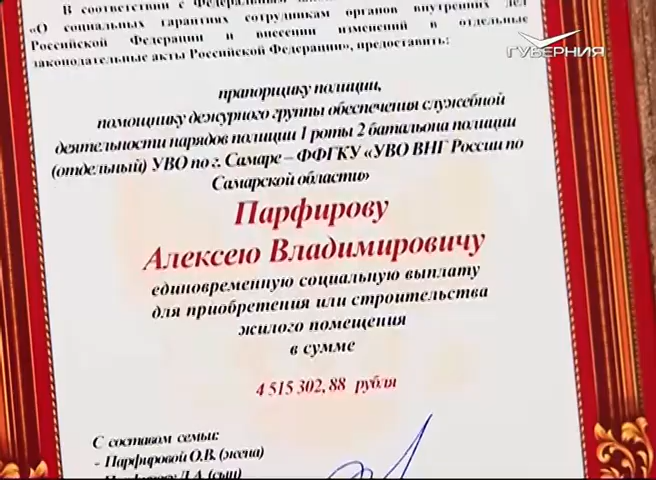 В соответствии с Федеральным
«О социальных гарантиях сотрудникам органов внутренних дел
Российской Федерации и внесении изменений в отдельные
законодательные акты Российской Федерации», предоставить:
ГУБЕРНИЯ
прапорщику полиции,
помощнику дежурного группы обеспечения служебной
деятельности нарядов полиции 1 роты 2 батальона полиции
(отдельный) УВО по г. Самаре – ФФГКУ «УВО ВНГ России по
Самарской области»
Парфирову
Алексею Владимировичу
единовременную социальную выплату
для приобретения или строительства
жилого помещения
в сумме
4 515 302, 88 рубля
С составом семьи:
- Парфировой О.В. (жена)
Л.А. (сын)